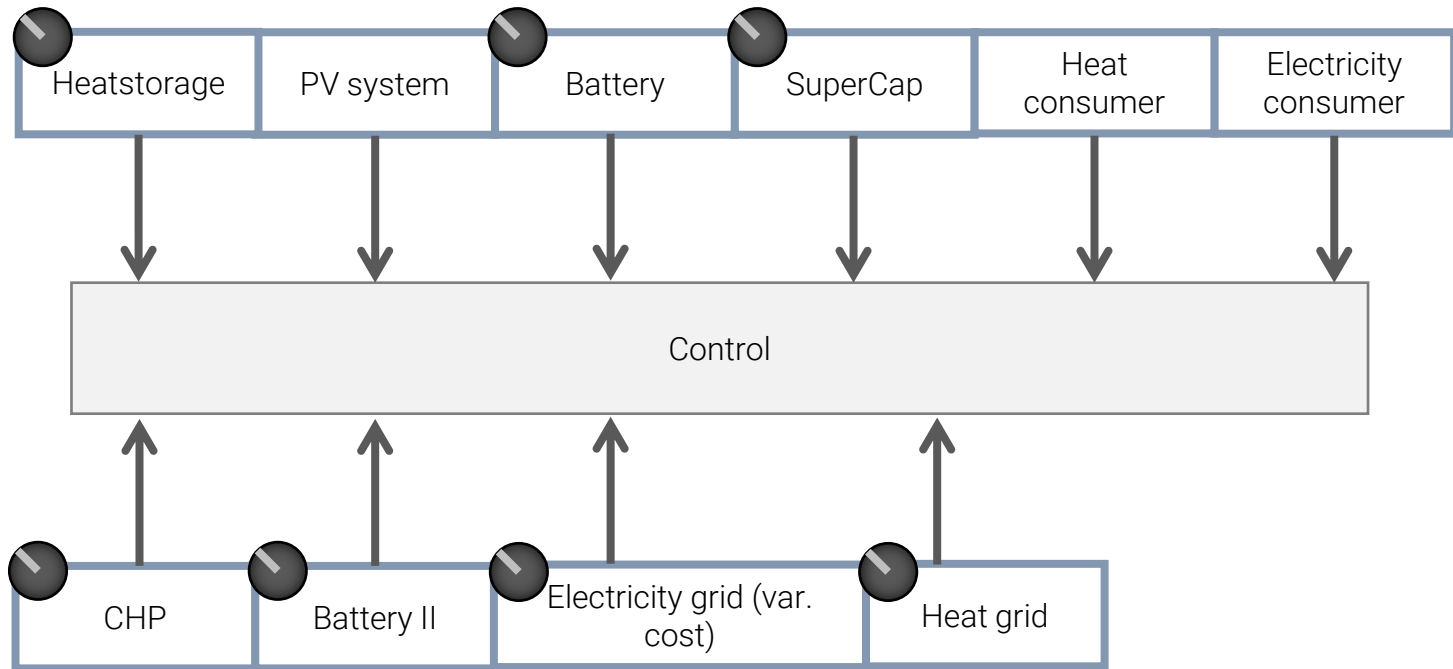 Heatstorage
PV system
Battery
SuperCap
Heat
consumer
Electricity
consumer
Control
CHP
Battery II
Electricity grid (var.
cost)
Heat grid